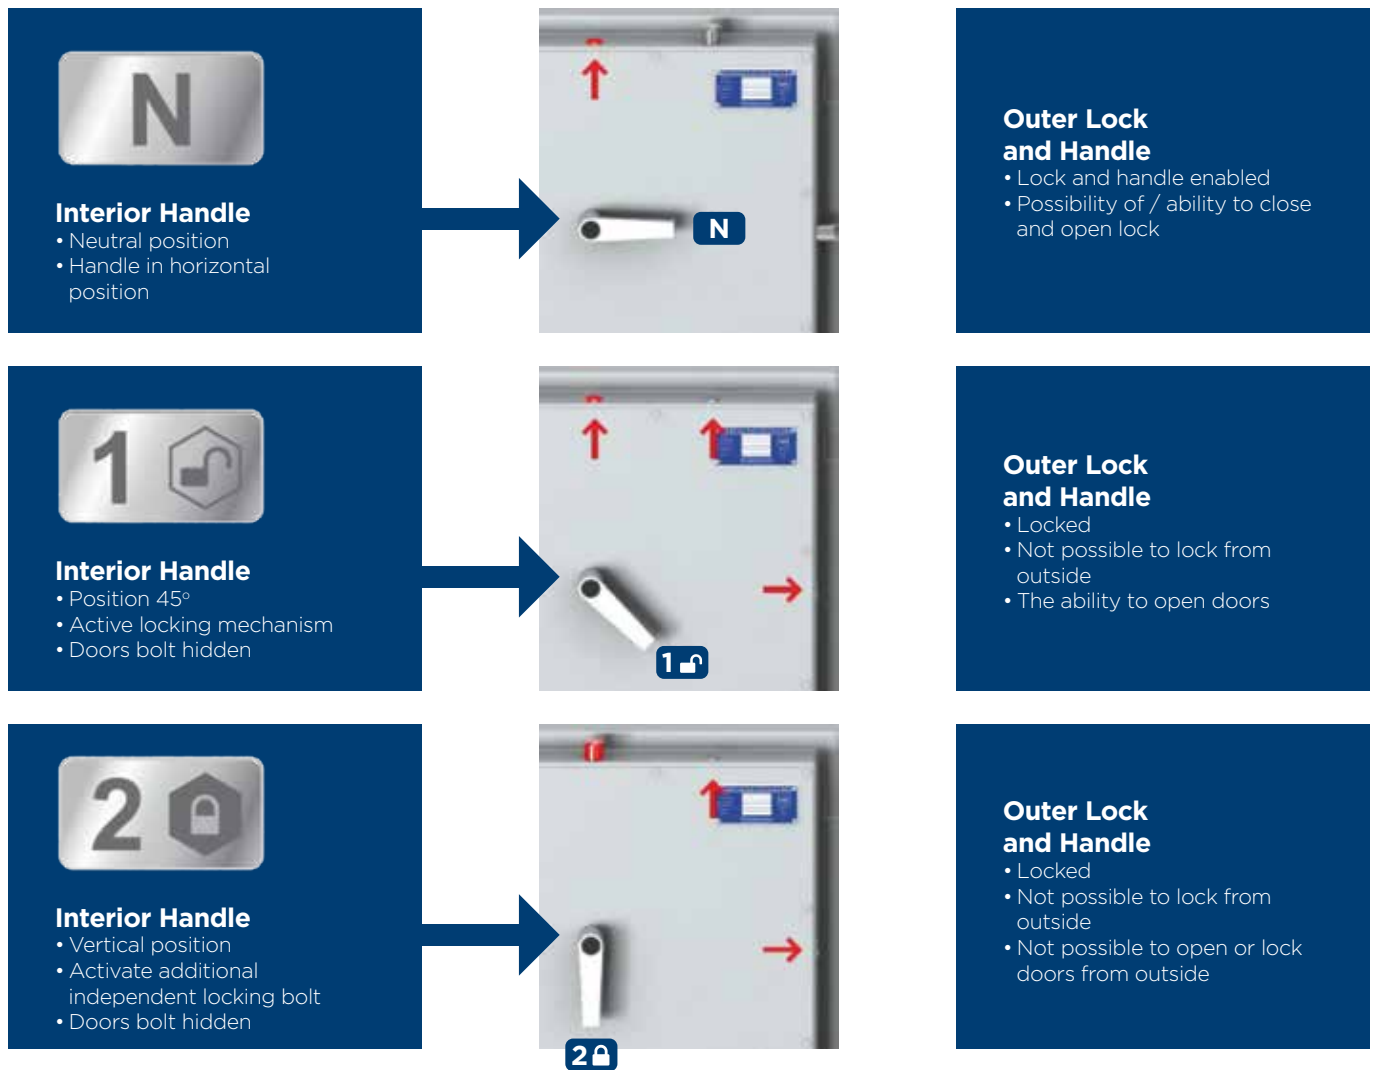 N
Interior Handle
• Neutral position
• Handle in horizontal
position
N
Outer Lock
and Handle
• Lock and handle enabled
• Possibility of / ability to close
and open lock
1
Interior Handle
• Position 45º
• Active locking mechanism
• Doors bolt hidden
1
Outer Lock
and Handle
• Locked
• Not possible to lock from
outside
• The ability to open doors
2
Interior Handle
• Vertical position
• Activate additional
independent locking bolt
• Doors bolt hidden
2
Outer Lock
and Handle
• Locked
• Not possible to lock from
outside
• Not possible to open or lock
doors from outside